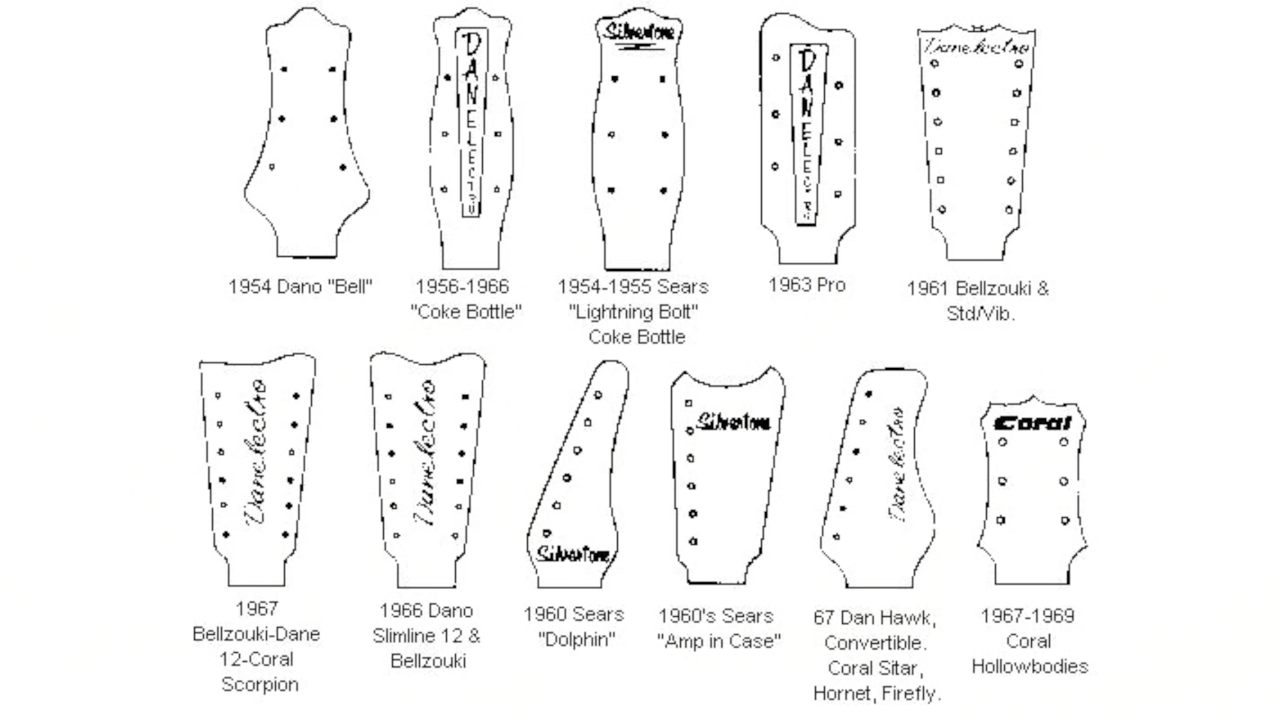 DANELECTRO
Silvertone
DANELECTRO
Danelectro
1954 Dano "Bell"
1956-1966
"Coke Bottle"
1954-1955 Sears
"Lightning Bolt"
Coke Bottle
1963 Pro
1961 Bellzouki &
Std/Vib.
Danelectro
Danelectro
Silvertone
Silvertone
Danelectro
Coral
1967
Bellzouki-Dane
12-Coral
Scorpion
1966 Dano
Slimline 12 &
Bellzouki
1960 Sears
"Dolphin"
1960's Sears
"Amp in Case"
67 Dan Hawk,
Convertible.
Coral Sitar,
Hornet, Firefly.
1967-1969
Coral
Hollowbodies